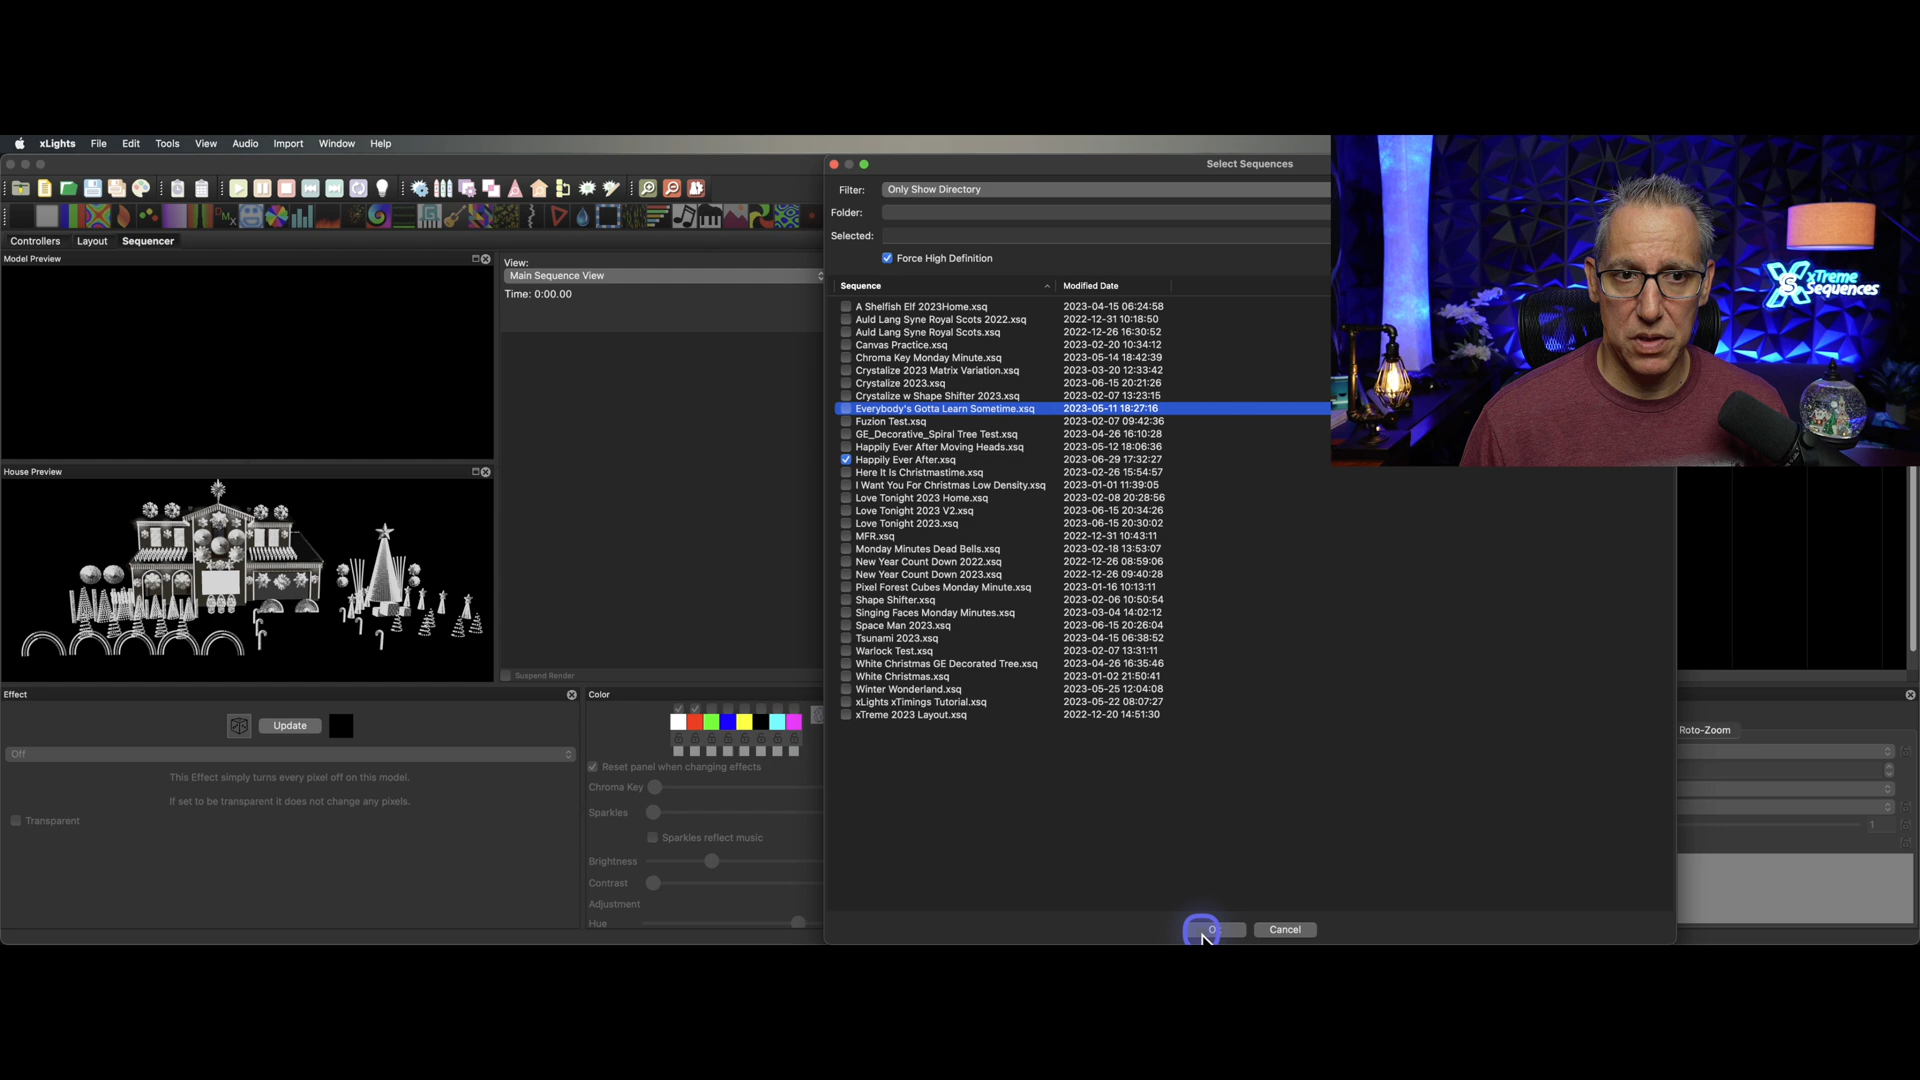 xLights File Edit Tools View Audio Import Window Help
Select Sequences
Filter: Only Show Directory
Folder:
Selected:
Force High Definition
Sequence Modified Date
A Shelfish Elf 2023Home.xsq 2023-04-15 06:24:58
Auld Lang Syne Royal Scots 2022.xsq 2022-12-31 10:18:50
Auld Lang Syne Royal Scots.xsq 2022-12-26 16:30:52
Canvas Practice.xsq 2023-02-20 10:34:12
Chroma Key Monday Minute.xsq 2023-05-14 18:42:39
Crystalize 2023 Matrix Variation.xsq 2023-03-20 12:33:42
Crystalize 2023.xsq 2023-06-15 20:21:26
Crystalize w Shape Shifter 2023.xsq 2023-02-07 13:23:15
Everybody's Gotta Learn Sometime.xsq 2023-05-11 18:27:16
Fuzion Test.xsq 2023-02-07 09:42:36
GE_Decorative_Spiral Tree Test.xsq 2023-04-26 16:10:28
Happily Ever After Moving Heads.xsq 2023-05-12 18:06:36
Happily Ever After.xsq 2023-06-29 17:32:27
Here It Is Christmastime.xsq 2023-02-26 15:54:57
I Want You For Christmas Low Density.xsq 2023-01-01 11:39:05
Love Tonight 2023 Home.xsq 2023-02-08 20:28:56
Love Tonight 2023 V2.xsq 2023-06-15 20:34:26
Love Tonight 2023.xsq 2023-06-15 20:30:02
MFR.xsq 2022-12-31 10:43:11
Monday Minutes Dead Bells.xsq 2023-02-18 13:53:07
New Year Count Down 2022.xsq 2022-12-26 08:59:06
New Year Count Down 2023.xsq 2022-12-26 09:40:28
Pixel Forest Cubes Monday Minute.xsq 2023-01-16 10:13:11
Shape Shifter.xsq 2023-02-06 10:50:54
Singing Faces Monday Minutes.xsq 2023-03-04 14:02:12
Space Man 2023.xsq 2023-06-15 20:26:04
Tsunami 2023.xsq 2023-04-15 06:38:52
Warlock Test.xsq 2023-02-07 13:31:11
White Christmas GE Decorated Tree.xsq 2023-04-26 16:35:46
White Christmas.xsq 2023-01-02 21:50:41
Winter Wonderland.xsq 2023-05-25 12:04:08
xLights xTimings Tutorial.xsq 2023-05-22 08:07:27
xTreme 2023 Layout.xsq 2022-12-20 14:51:30
Cancel
Controllers Layout Sequencer
Model Preview
View:
Main Sequence View
Time: 0:00.00
House Preview
Suspend Render
Effect
Update
Off
This Effect simply turns every pixel off on this model.
If set to be transparent it does not change any pixels.
Transparent
Color
Reset panel when changing effects
Chroma Key
Sparkles
Sparkles reflect music
Brightness
Contrast
Adjustment
Hue
Roto-Zoom
1
xTreme
Sequences
S